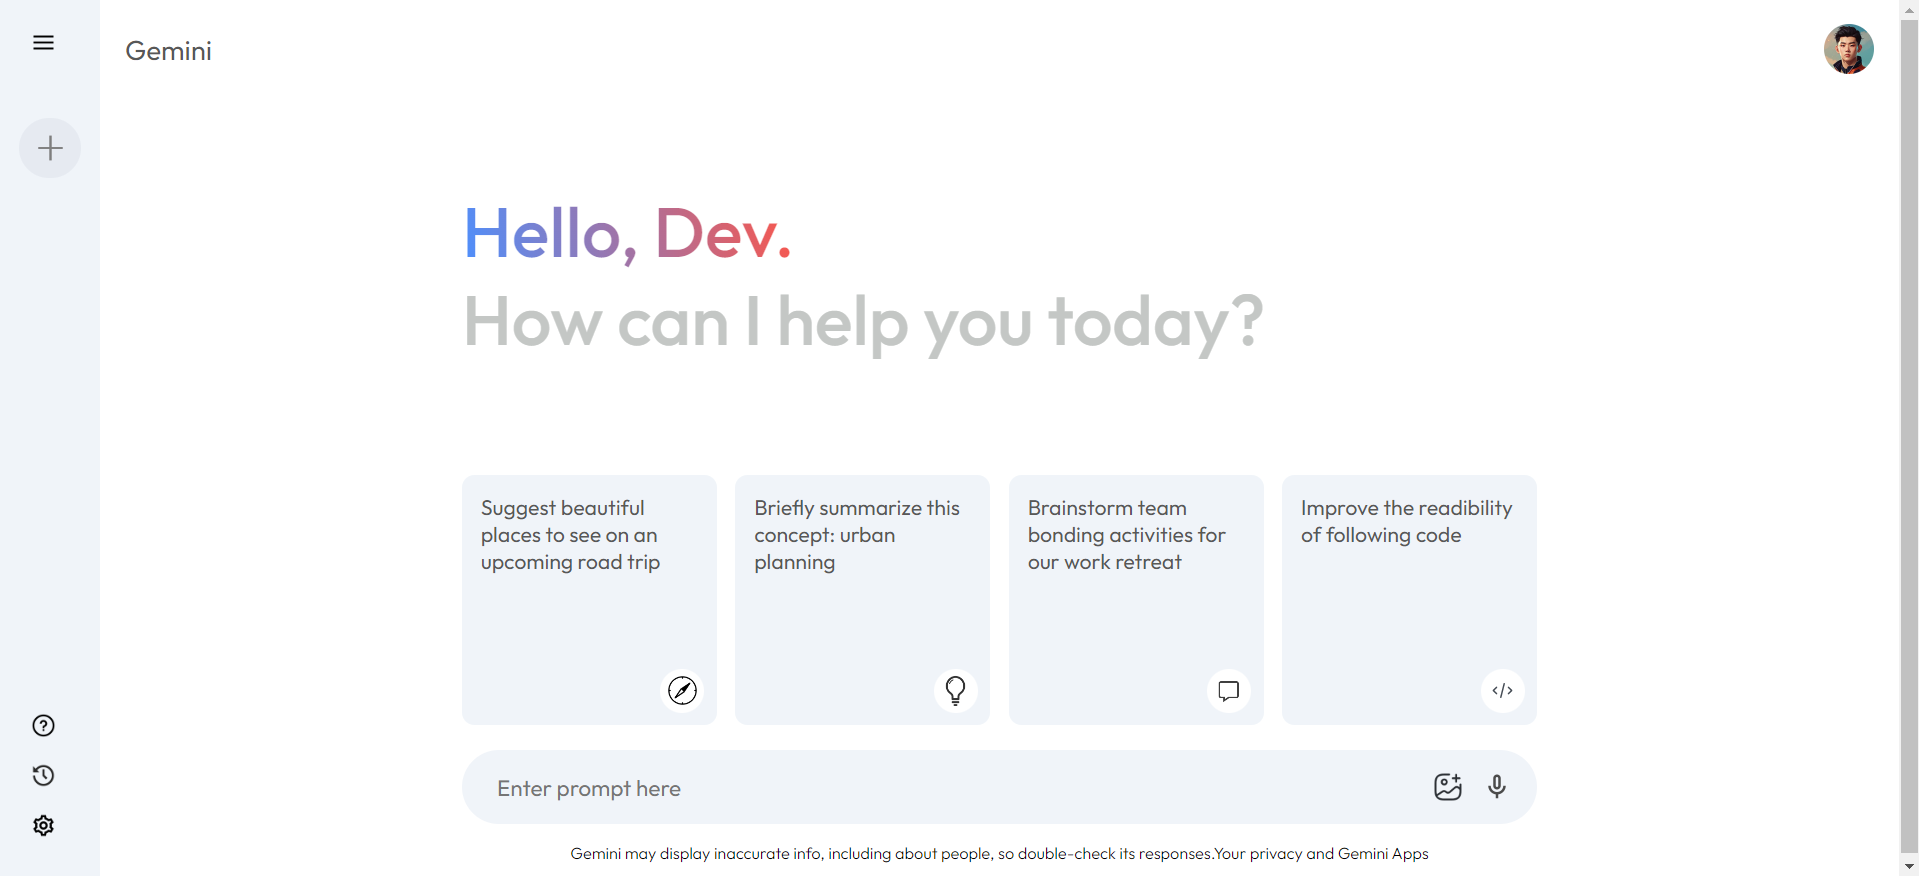 Gemini
Hello, Dev.
How can I help you today?
Suggest beautiful
places to see on an
upcoming road trip
Briefly summarize this
concept: urban
planning
Brainstorm team
bonding activities for
our work retreat
Improve the readibility
of following code
Enter prompt here
Gemini may display inaccurate info, including about people, so double-check its responses.Your privacy and Gemini Apps